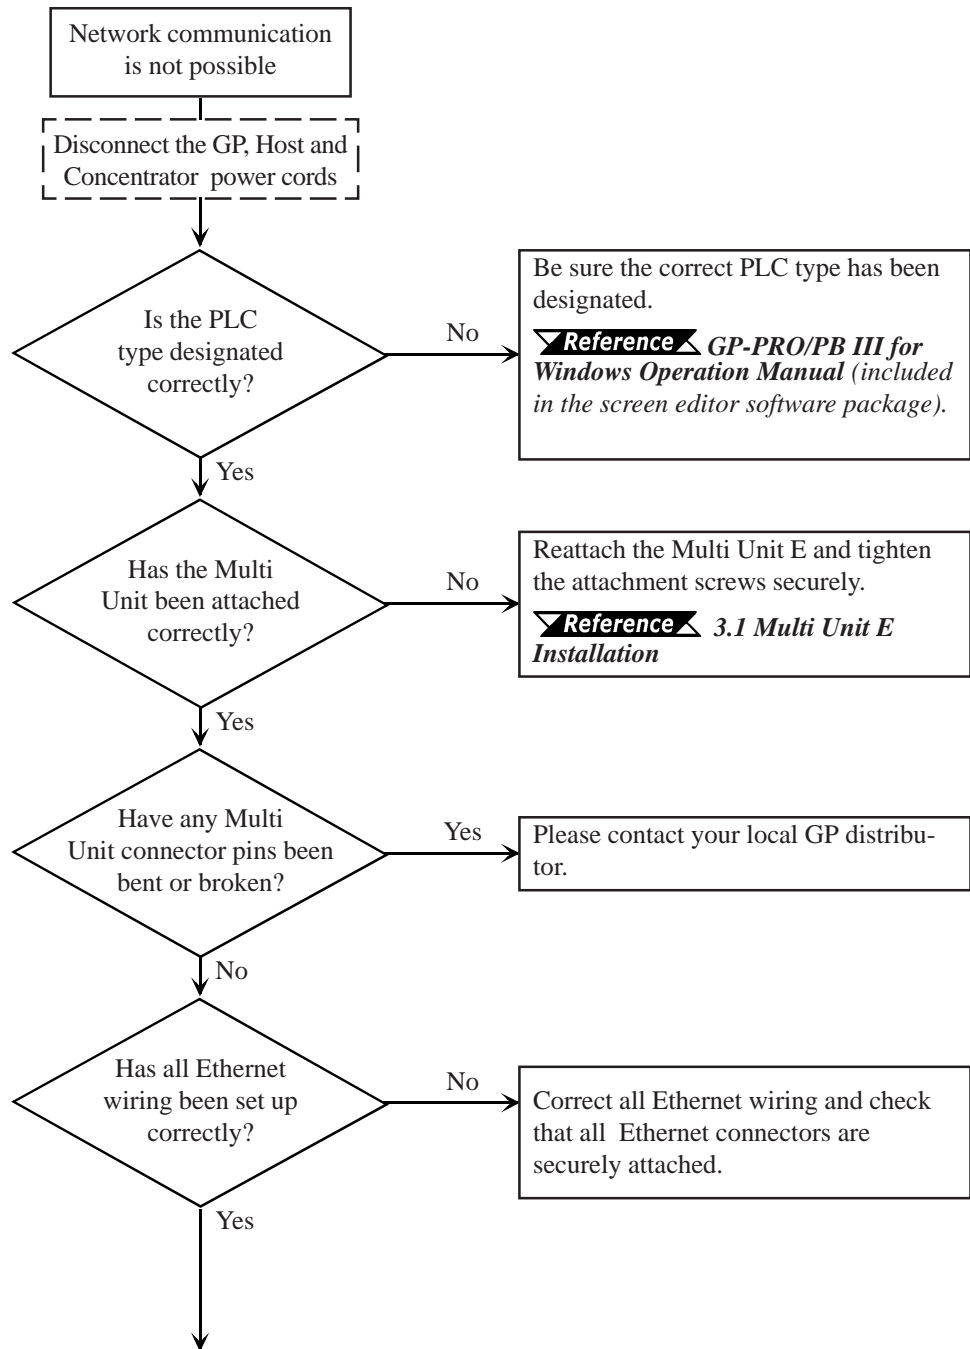 Network communication
is not possible
Disconnect the GP, Host and
Concentrator power cords
Is the PLC
type designated
correctly?
No
Be sure the correct PLC type has been
designated.
Reference GP-PRO/PB III for
Windows Operation Manual (included
in the screen editor software package).
Yes
Has the Multi
Unit been attached
correctly?
No
Reattach the Multi Unit E and tighten
the attachment screws securely.
Reference 3.1 Multi Unit E
Installation
Yes
Have any Multi
Unit connector pins been
bent or broken?
Yes
Please contact your local GP distribu-
tor.
No
Has all Ethernet
wiring been set up
correctly?
No
Correct all Ethernet wiring and check
that all Ethernet connectors are
securely attached.
Yes